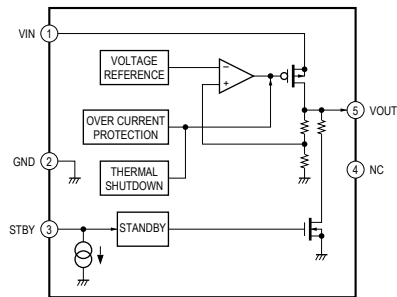 VIN 1
VOLTAGE
REFERENCE
−
+
5 VOUT
OVER CURRENT
PROTECTION
GND 2
THERMAL
SHUTDOWN
4 NC
STBY 3
STANDBY